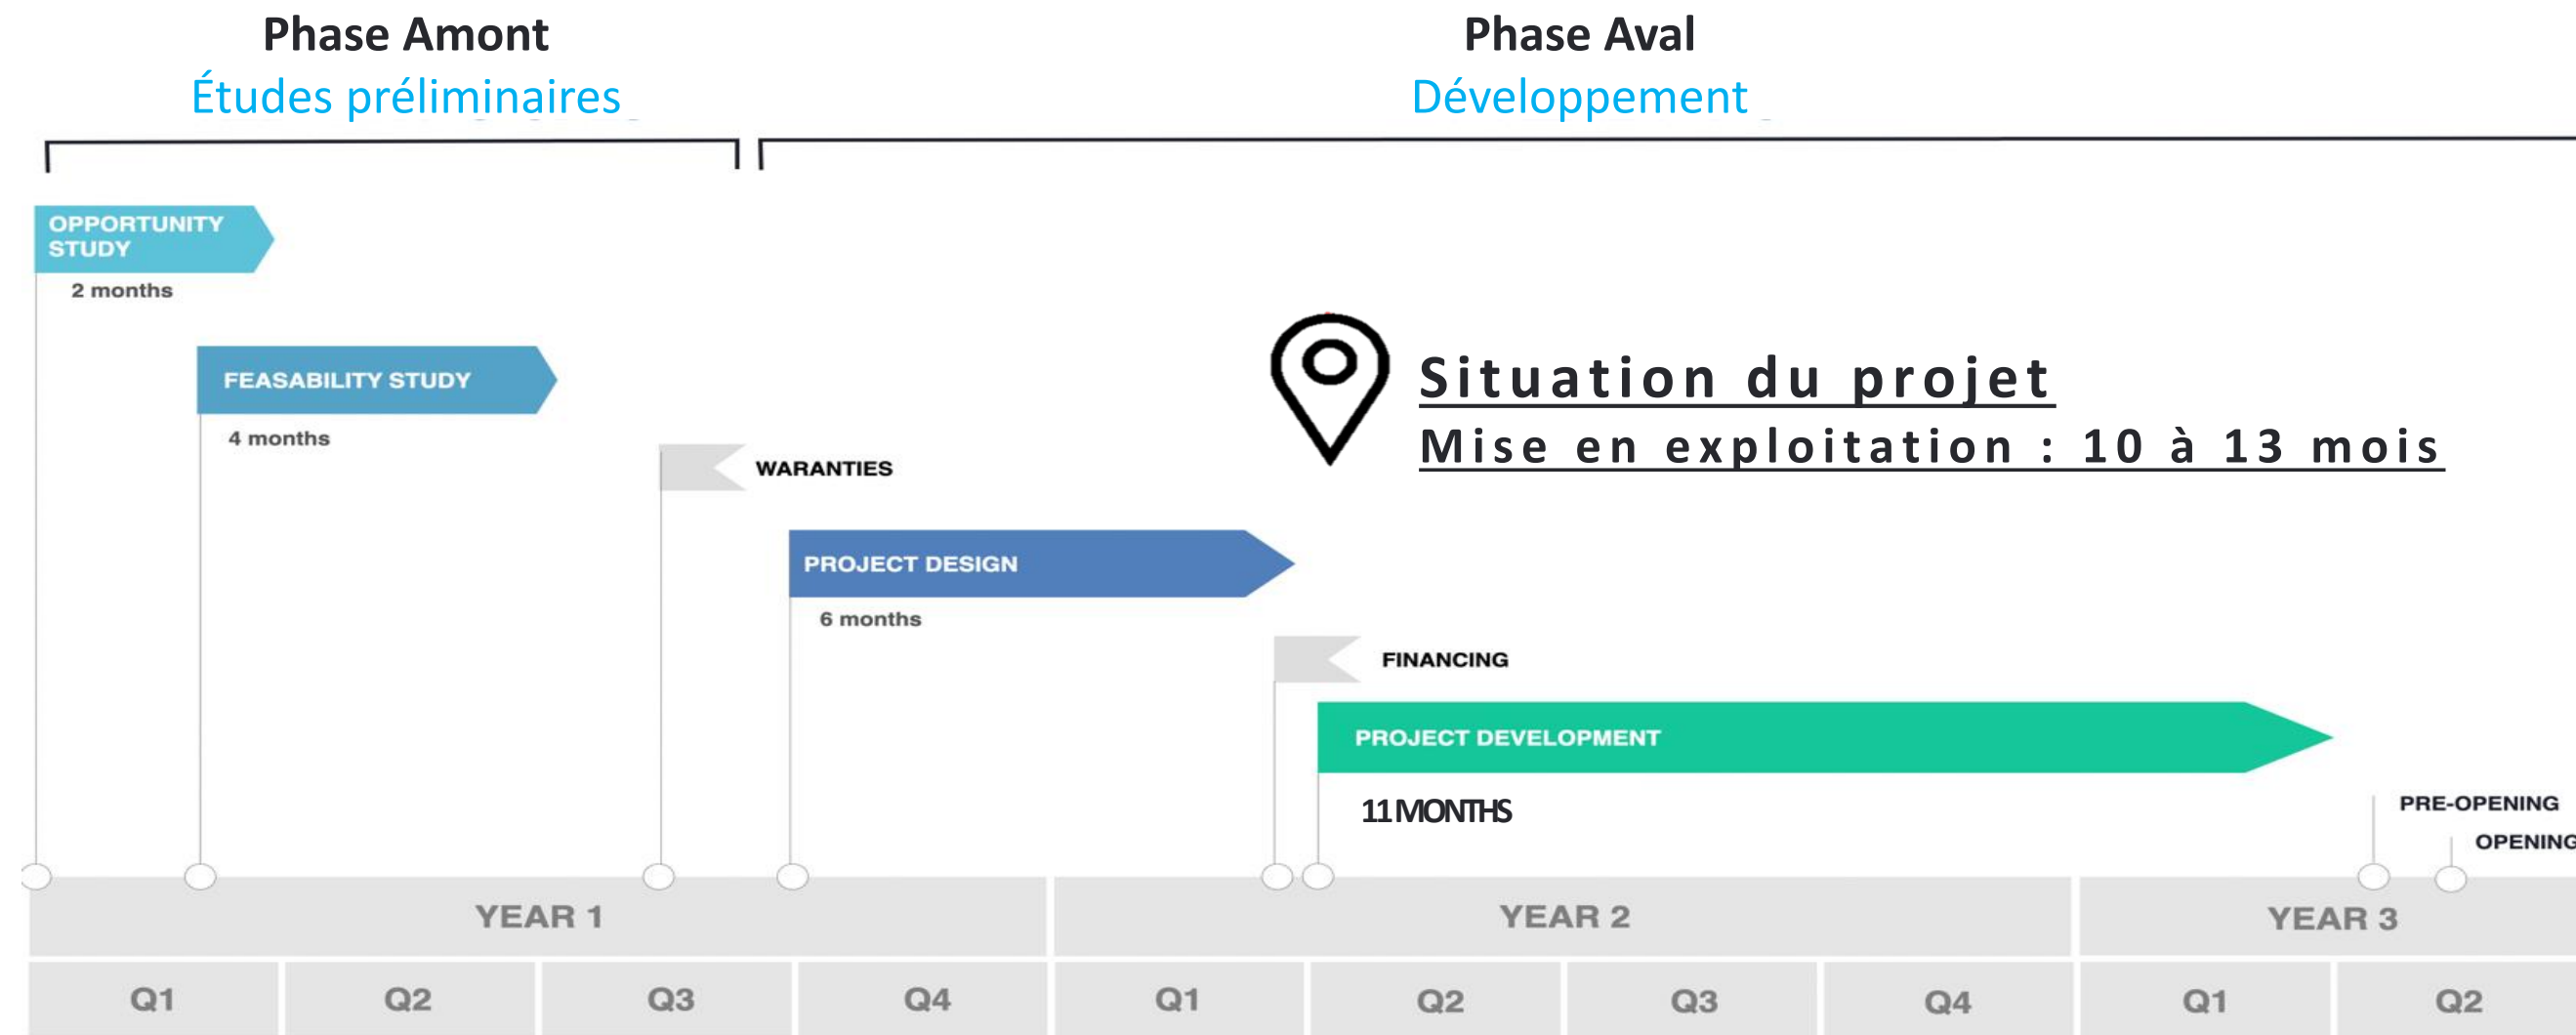 Phase Amont
Études préliminaires
Phase Aval
Développement
OPPORTUNITY
STUDY
2 months
FEASABILITY STUDY
4 months
Situation du projet
Mise en exploitation : 10 à 13 mois
WARANTIES
PROJECT DESIGN
6 months
FINANCING
PROJECT DEVELOPMENT
11 MONTHS
PRE-OPENING
OPENING
YEAR 1
YEAR 2
YEAR 3
Q1
Q2
Q3
Q4
Q1
Q2
Q3
Q4
Q1
Q2